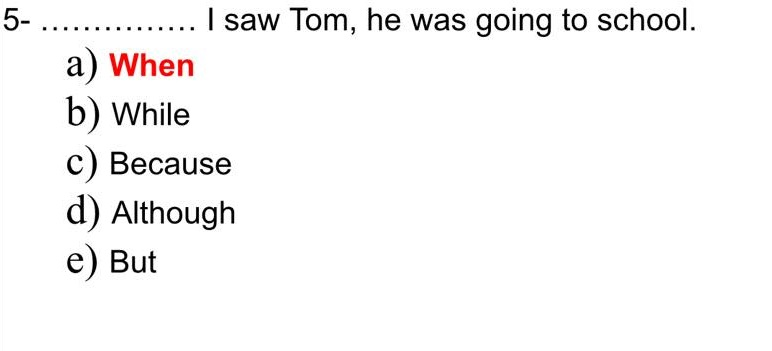 5- ............... I saw Tom, he was going to school.
a) When
b) While
c) Because
d) Although
e) But